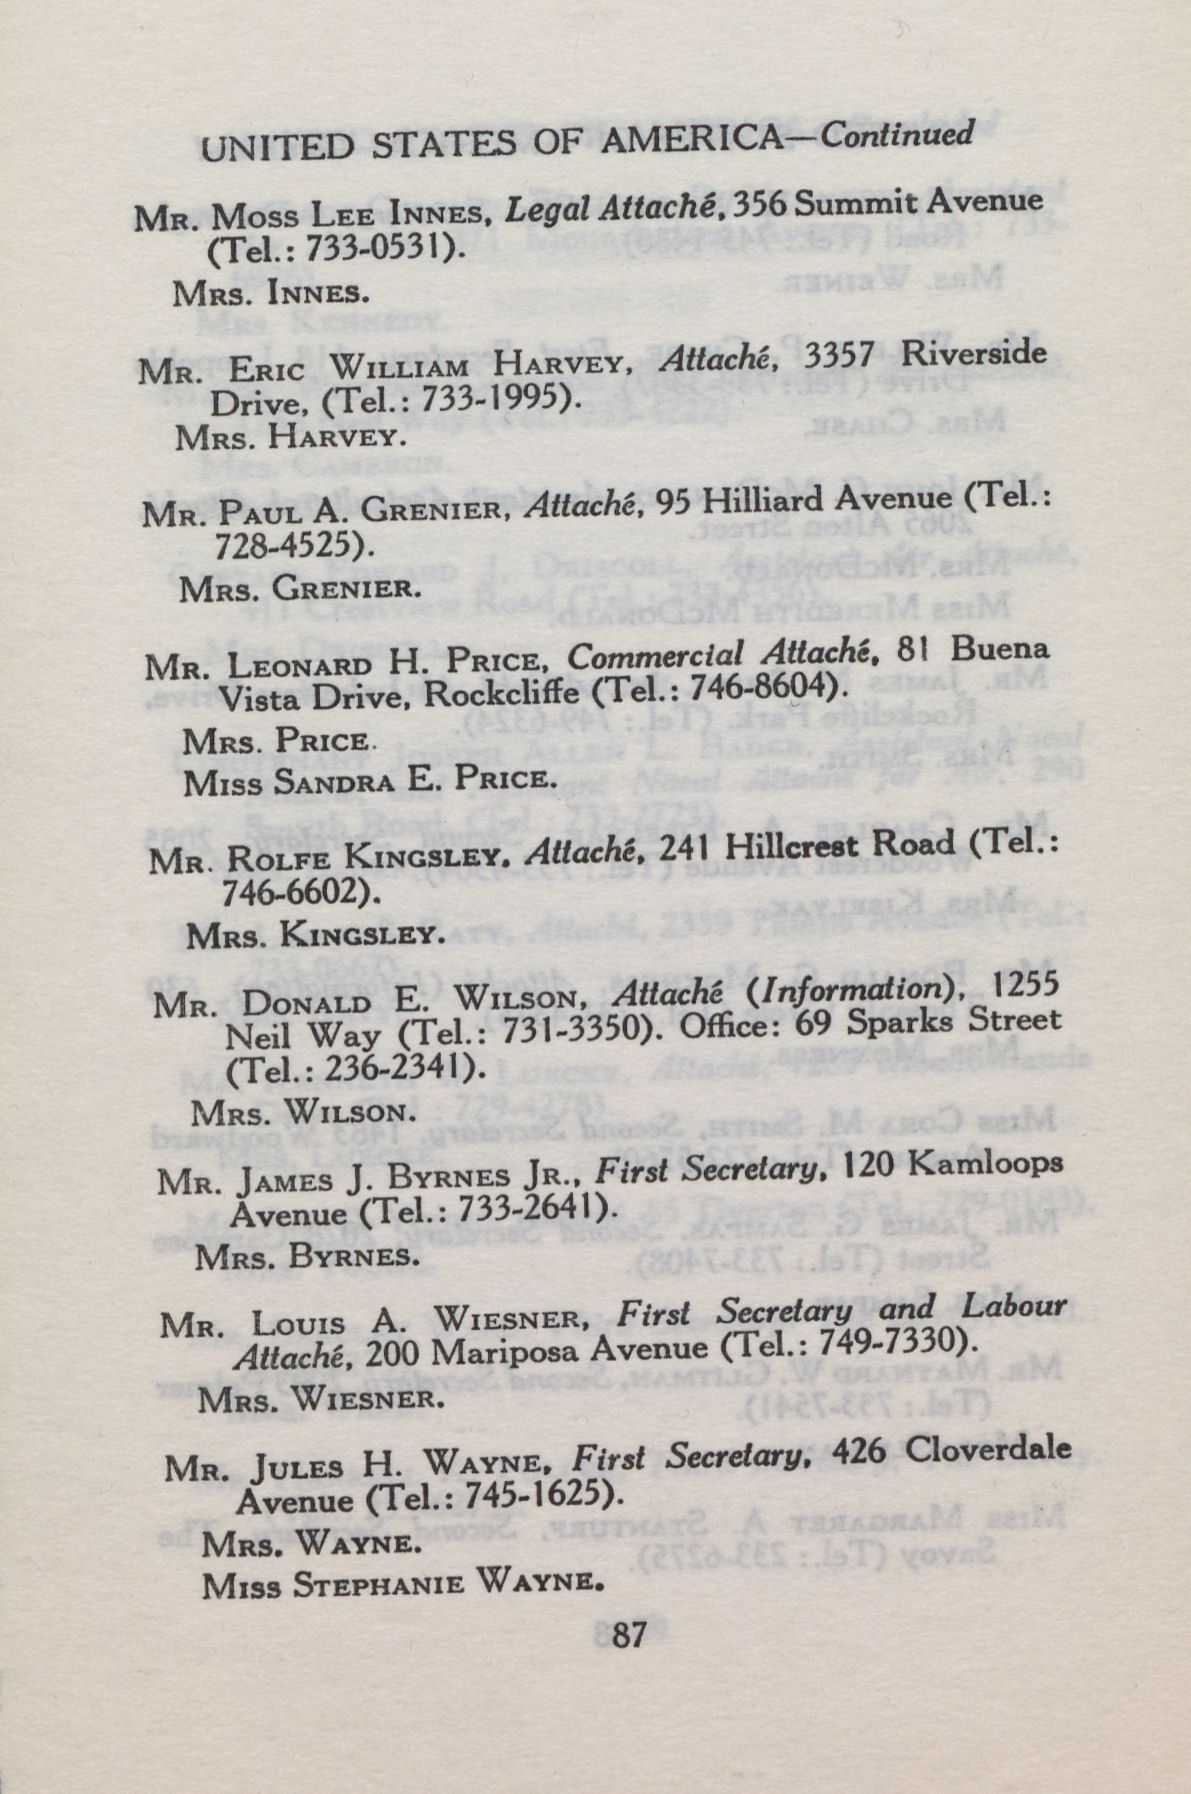 UNITED STATES OF AMERICA—Continued
MR. MOSS LEE INNES, Legal Attaché, 356 Summit Avenue
(Tel.: 733-0531).
MRS. INNES.
MR. ERIC WILLIAM HARVEY, Attaché, 3357 Riverside
Drive, (Tel.: 733-1995).
MRS. HARVEY.
MR. PAUL A. GRENIER, Attaché, 95 Hilliard Avenue (Tel.:
728-4525).
MRS. GRENIER.
MR. LEONARD H. PRICE, Commercial Attaché, 81 Buena
Vista Drive, Rockcliffe (Tel.: 746-8604).
MRS. PRICE.
MISS SANDRA E. PRICE.
MR. ROLFE KINGSLEY, Attaché, 241 Hillcrest Road (Tel.:
746-6602).
MRS. KINGSLEY.
MR. DONALD E. WILSON, Attaché (Information), 1255
Neil Way (Tel.: 731-3350). Office: 69 Sparks Street
(Tel.: 236-2341).
MRS. WILSON.
MR. JAMES J. BYRNES JR., First Secretary, 120 Kamloops
Avenue (Tel.: 733-2641).
MRS. BYRNES.
MR. LOUIS A. WIESNER, First Secretary and Labour
Attaché, 200 Mariposa Avenue (Tel.: 749-7330).
MRS. WIESNER.
MR. JULES H. WAYNE, First Secretary, 426 Cloverdale
Avenue (Tel.: 745-1625).
MRS. WAYNE.
MISS STEPHANIE WAYNE.
87